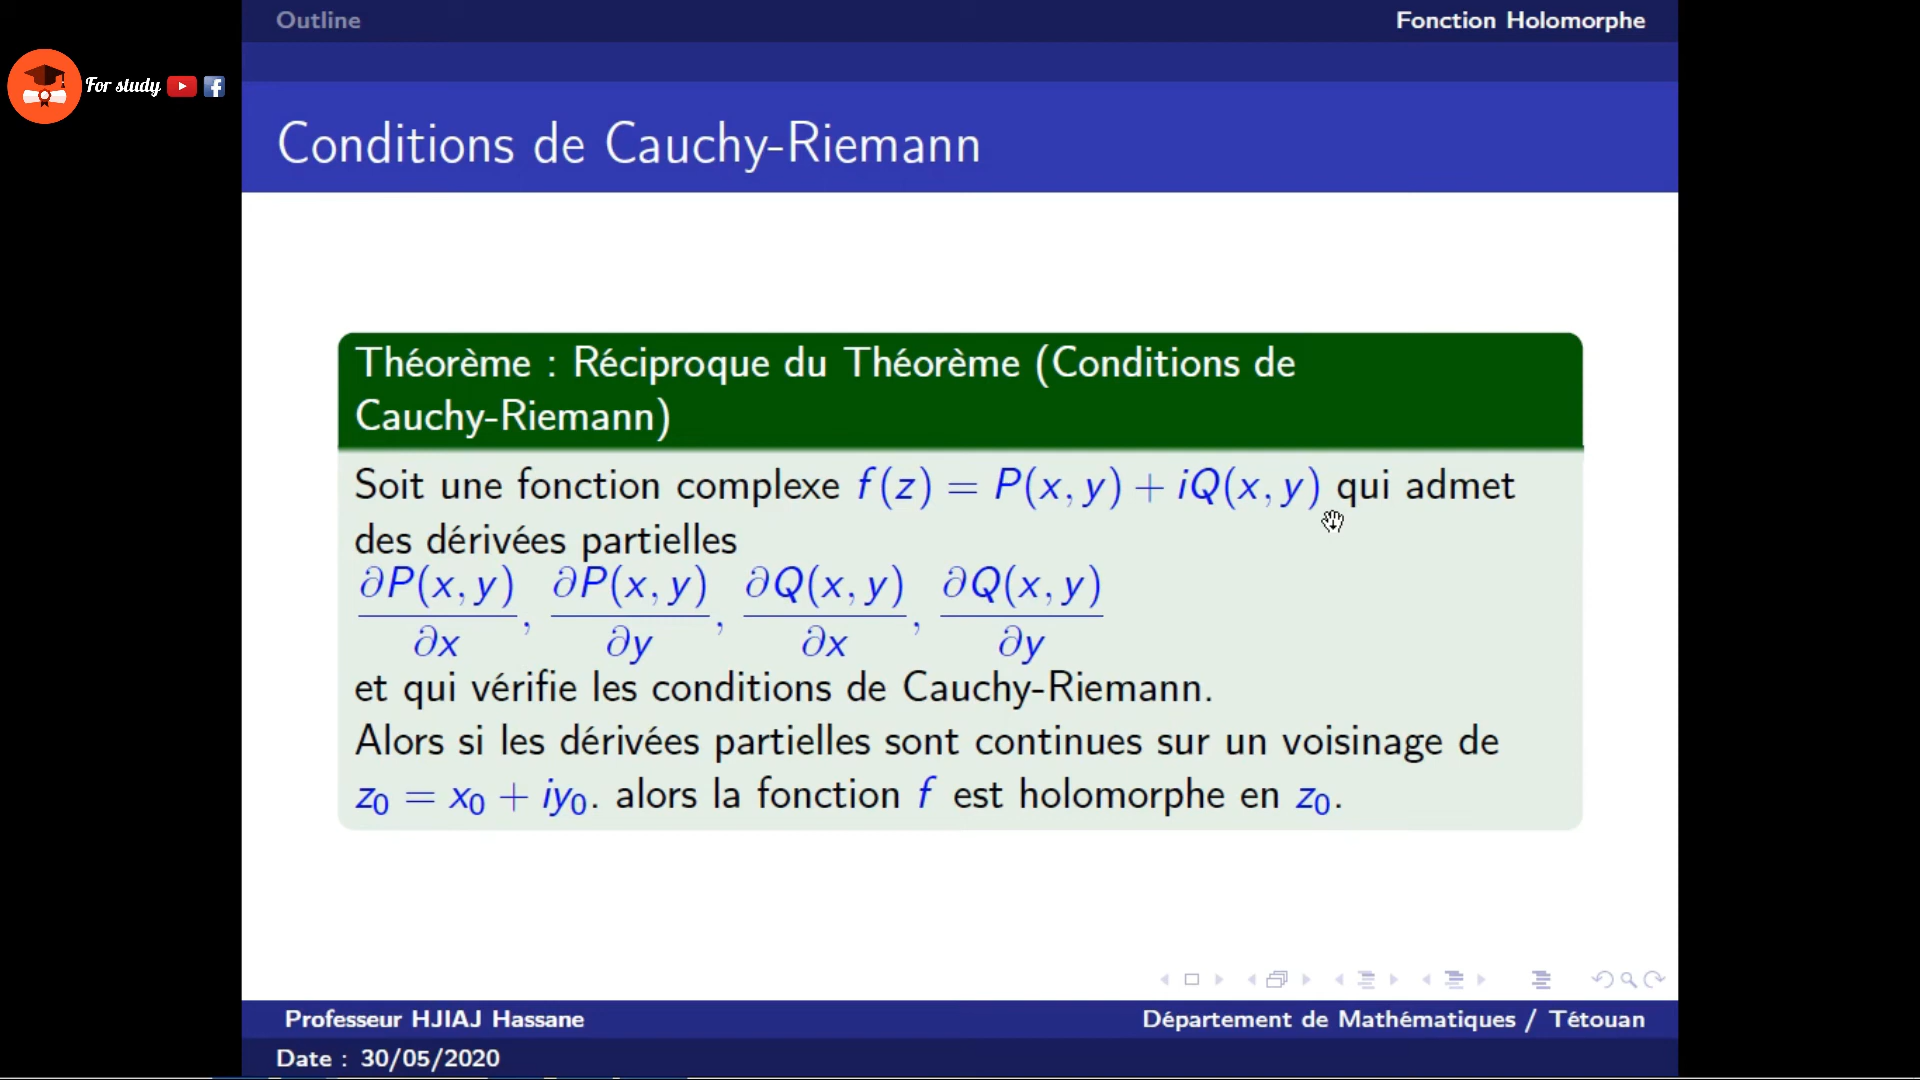 Outline
Fonction Holomorphe
For study
Conditions de Cauchy-Riemann
Théorème : Réciproque du Théorème (Conditions de
Cauchy-Riemann)
Soit une fonction complexe f(z) = P(x, y) + iQ(x, y) qui admet
des dérivées partielles
∂P(x, y)/∂x, ∂P(x, y)/∂y, ∂Q(x, y)/∂x, ∂Q(x, y)/∂y
et qui vérifie les conditions de Cauchy-Riemann.
Alors si les dérivées partielles sont continues sur un voisinage de
z₀ = x₀ + iy₀. alors la fonction f est holomorphe en z₀.
Professeur HJIAJ Hassane
Département de Mathématiques / Tétouan
Date : 30/05/2020